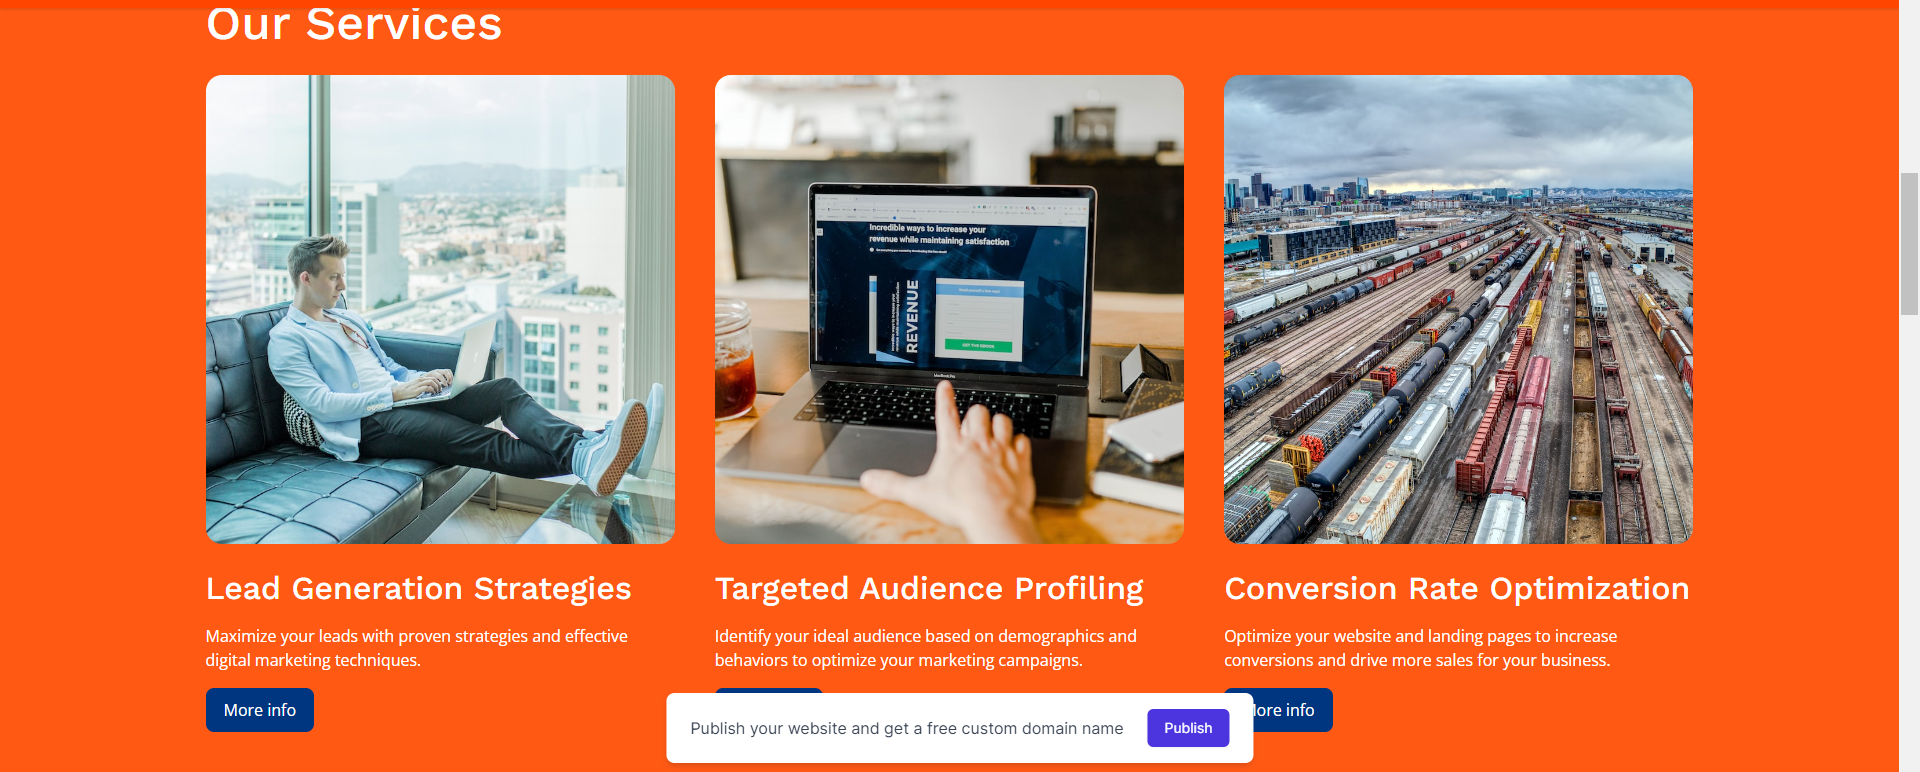 Our Services
Incredible ways to increase your
revenue while maintaining satisfaction
REVENUE
Lead Generation Strategies
Maximize your leads with proven strategies and effective
digital marketing techniques.
More info
Targeted Audience Profiling
Identify your ideal audience based on demographics and
behaviors to optimize your marketing campaigns.
Conversion Rate Optimization
Optimize your website and landing pages to increase
conversions and drive more sales for your business.
More info
Publish your website and get a free custom domain name
Publish